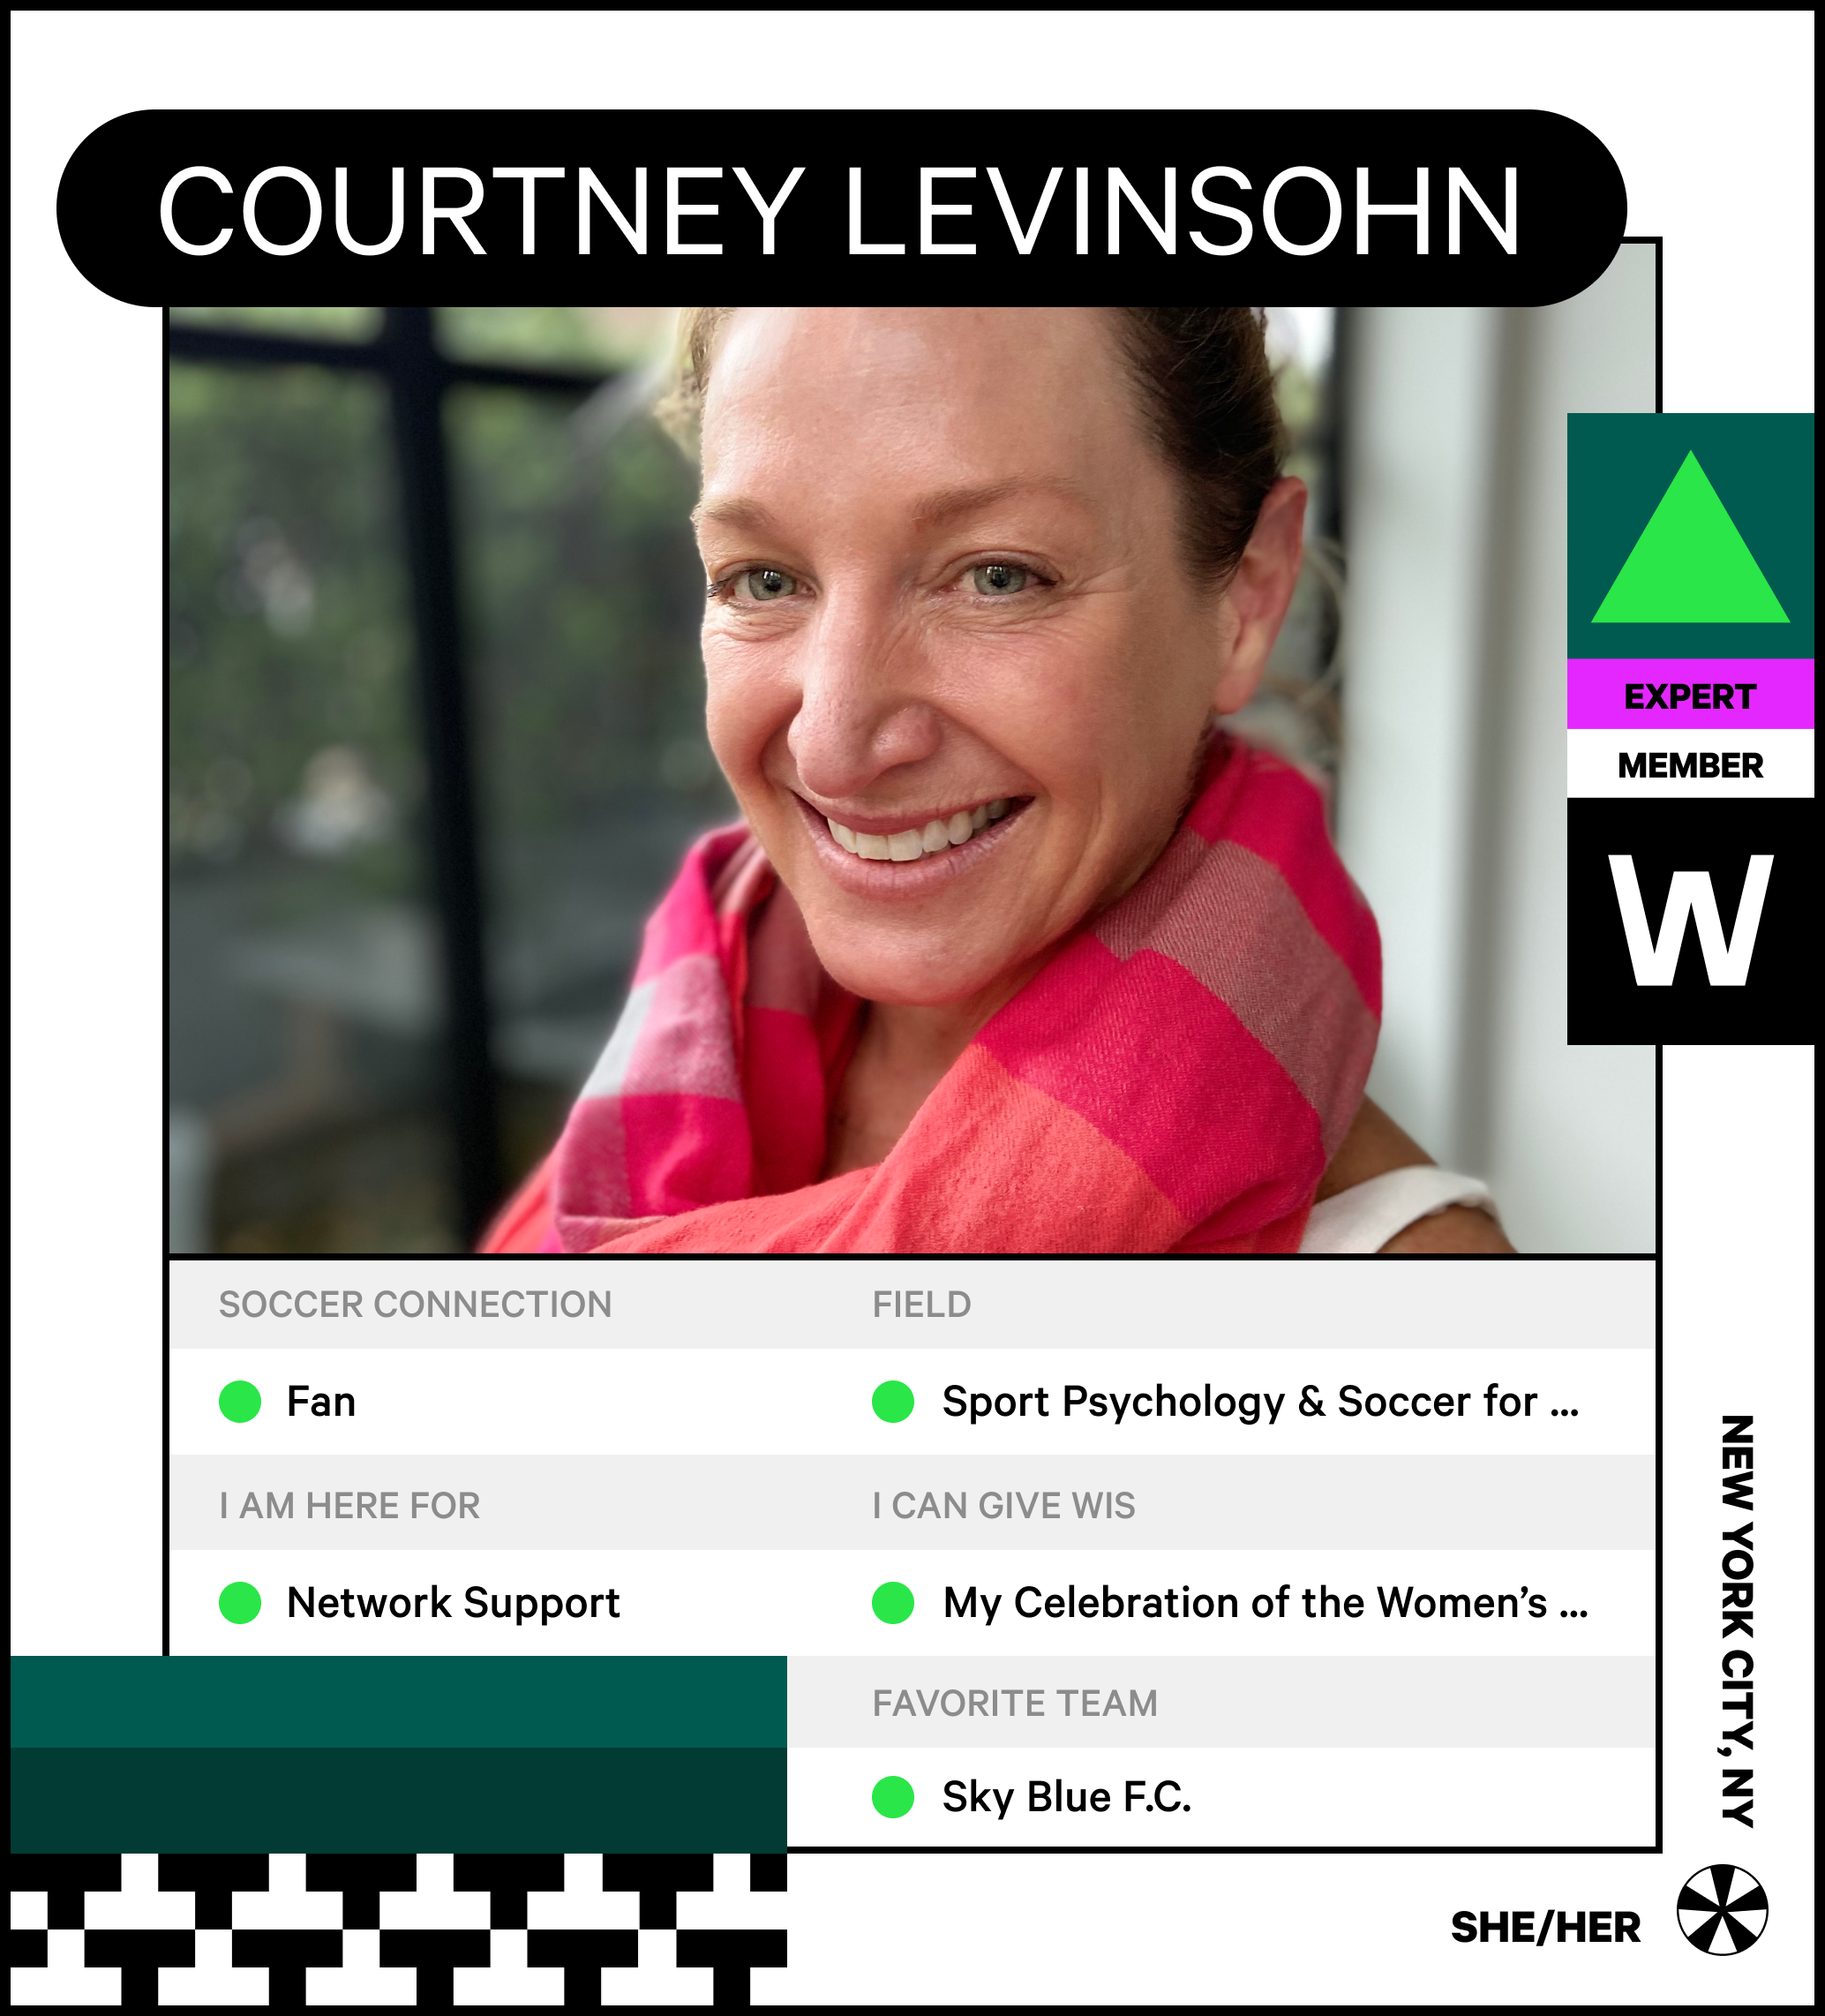 COURTNEY LEVINSOHN
EXPERT
MEMBER
W
SOCCER CONNECTION
FIELD
Fan
Sport Psychology & Soccer for ...
I AM HERE FOR
I CAN GIVE WIS
Network Support
My Celebration of the Women’s ...
FAVORITE TEAM
Sky Blue F.C.
NEW YORK CITY, NY
SHE/HER